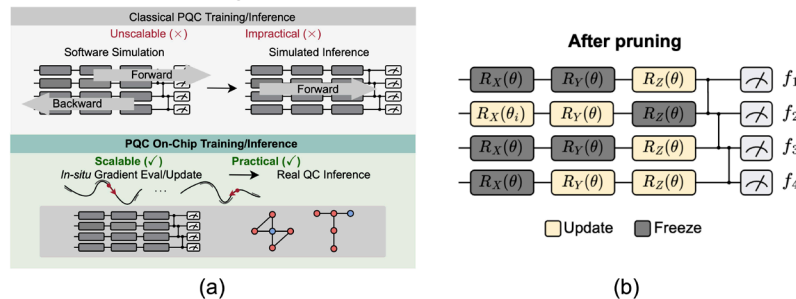 Classical PQC Training/Inference
Unscalable (×) Impractical (×)
Software Simulation Simulated Inference
Forward
Backward
Forward
PQC On-Chip Training/Inference
Scalable (✓) Practical (✓)
In-situ Gradient Eval/Update Real QC Inference
...
(a)
After pruning
R_X(θ) R_Y(θ) R_Z(θ) f_1
R_X(θ_i) R_Y(θ) R_Z(θ) f_2
R_X(θ) R_Y(θ) R_Z(θ) f_3
R_X(θ) R_Y(θ) R_Z(θ) f_4
Update Freeze
(b)